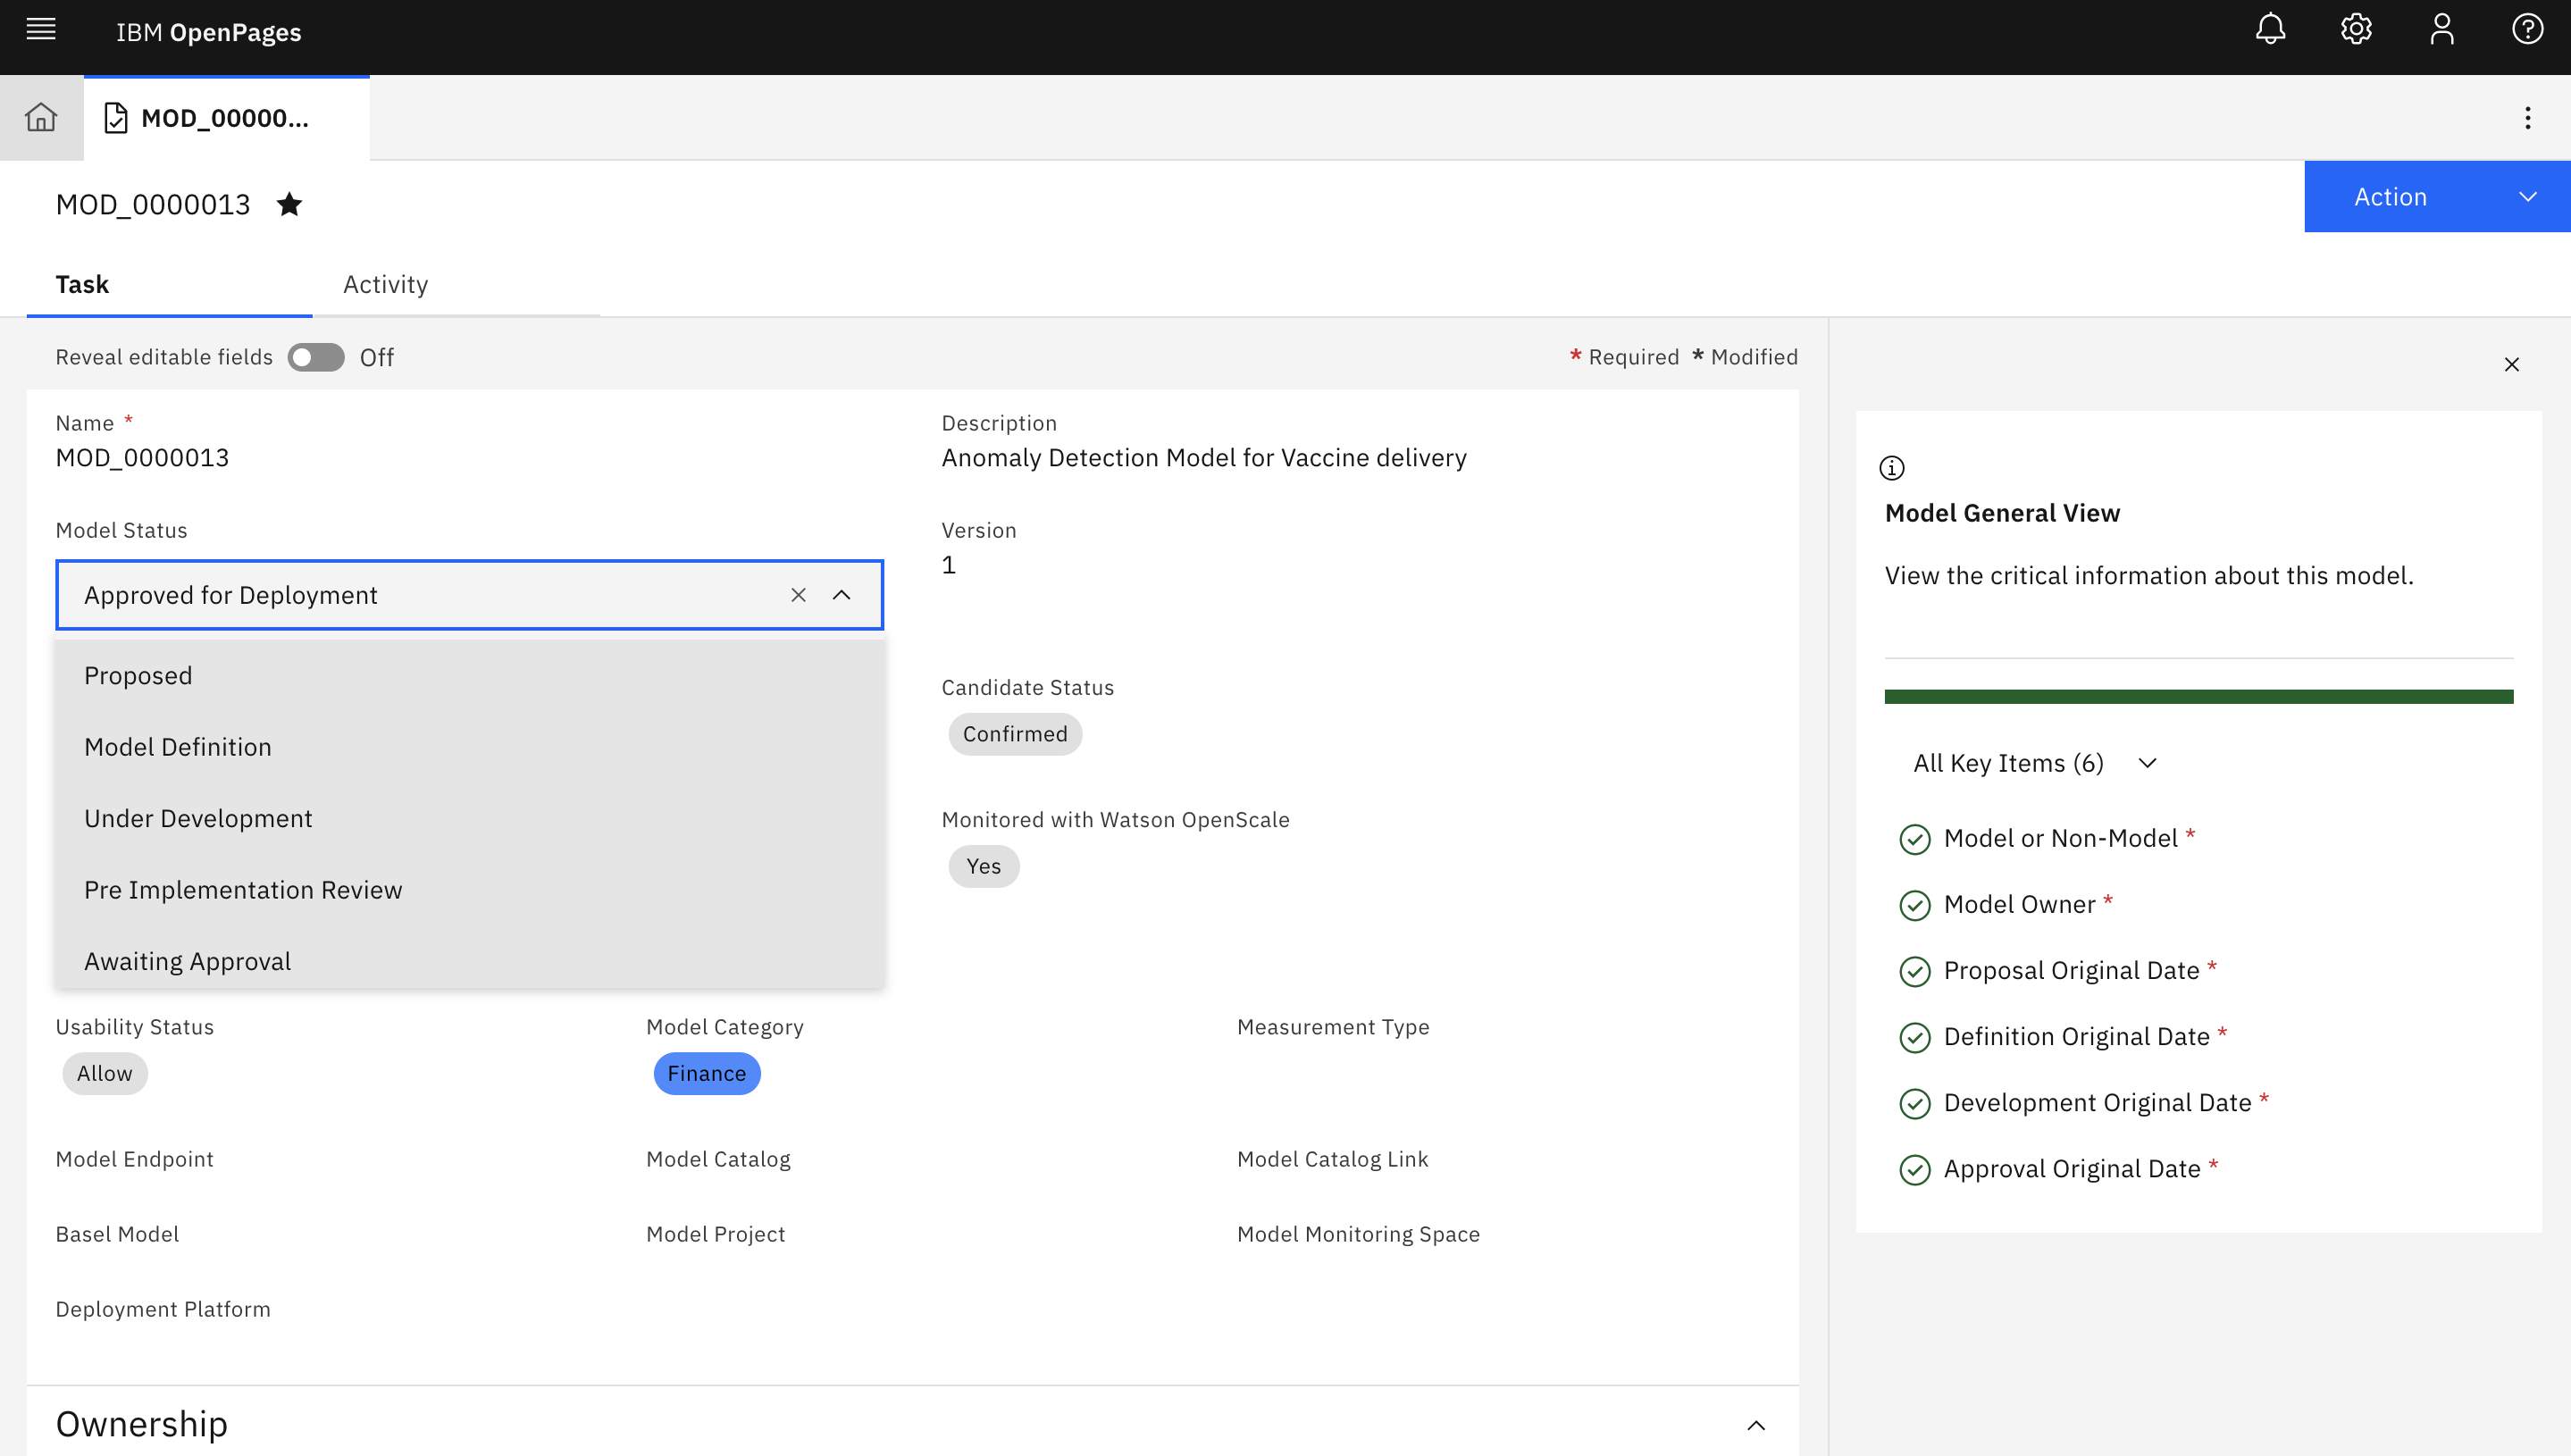 IBM OpenPages
MOD_00000...
MOD_0000013
Action
Task
Activity
Reveal editable fields
Off
* Required * Modified
Name *
MOD_0000013
Description
Anomaly Detection Model for Vaccine delivery
Model Status
Approved for Deployment
Version
1
Proposed
Model Definition
Under Development
Pre Implementation Review
Awaiting Approval
Candidate Status
Confirmed
Monitored with Watson OpenScale
Yes
Usability Status
Allow
Model Category
Finance
Measurement Type
Model Endpoint
Model Catalog
Model Catalog Link
Basel Model
Model Project
Model Monitoring Space
Deployment Platform
Ownership
Model General View
View the critical information about this model.
All Key Items (6)
Model or Non-Model *
Model Owner *
Proposal Original Date *
Definition Original Date *
Development Original Date *
Approval Original Date *